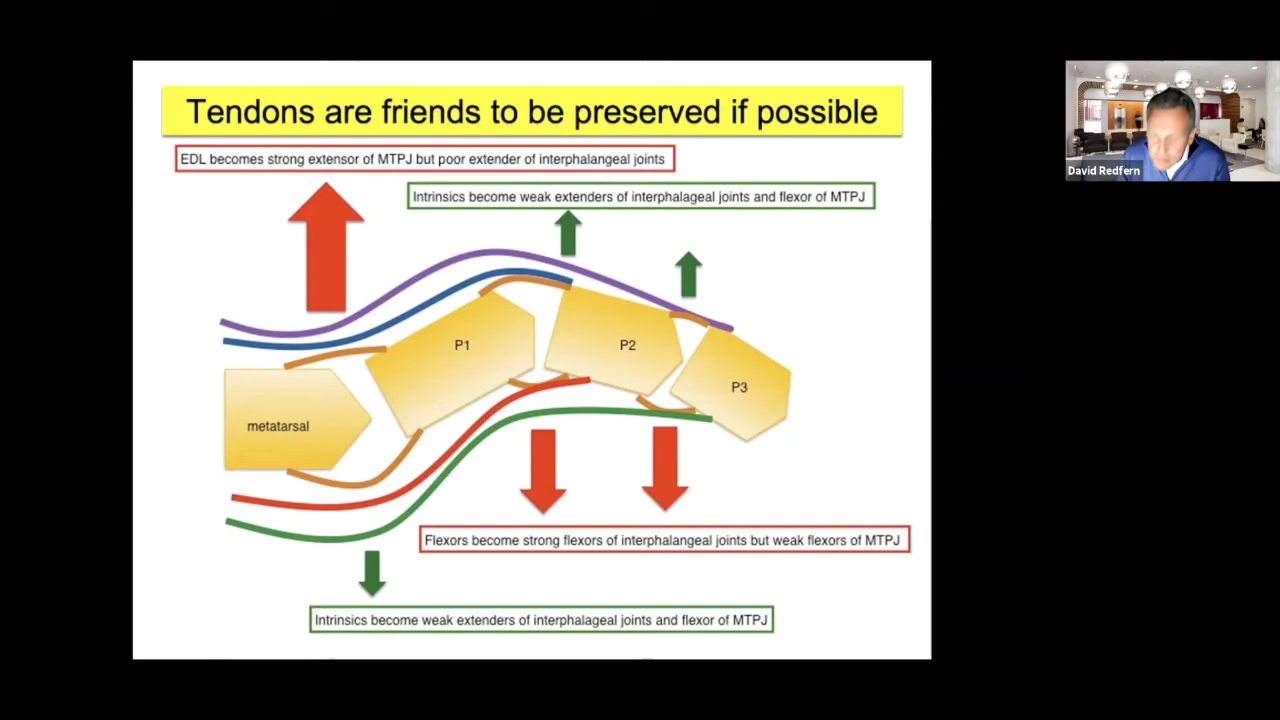 Tendons are friends to be preserved if possible
EDL becomes strong extensor of MTPJ but poor extender of interphalangeal joints
Intrinsics become weak extenders of interphalageal joints and flexor of MTPJ
David Redfern
P1
P2
P3
metatarsal
Flexors become strong flexors of interphalangeal joints but weak flexors of MTPJ
Intrinsics become weak extenders of interphalageal joints and flexor of MTPJ